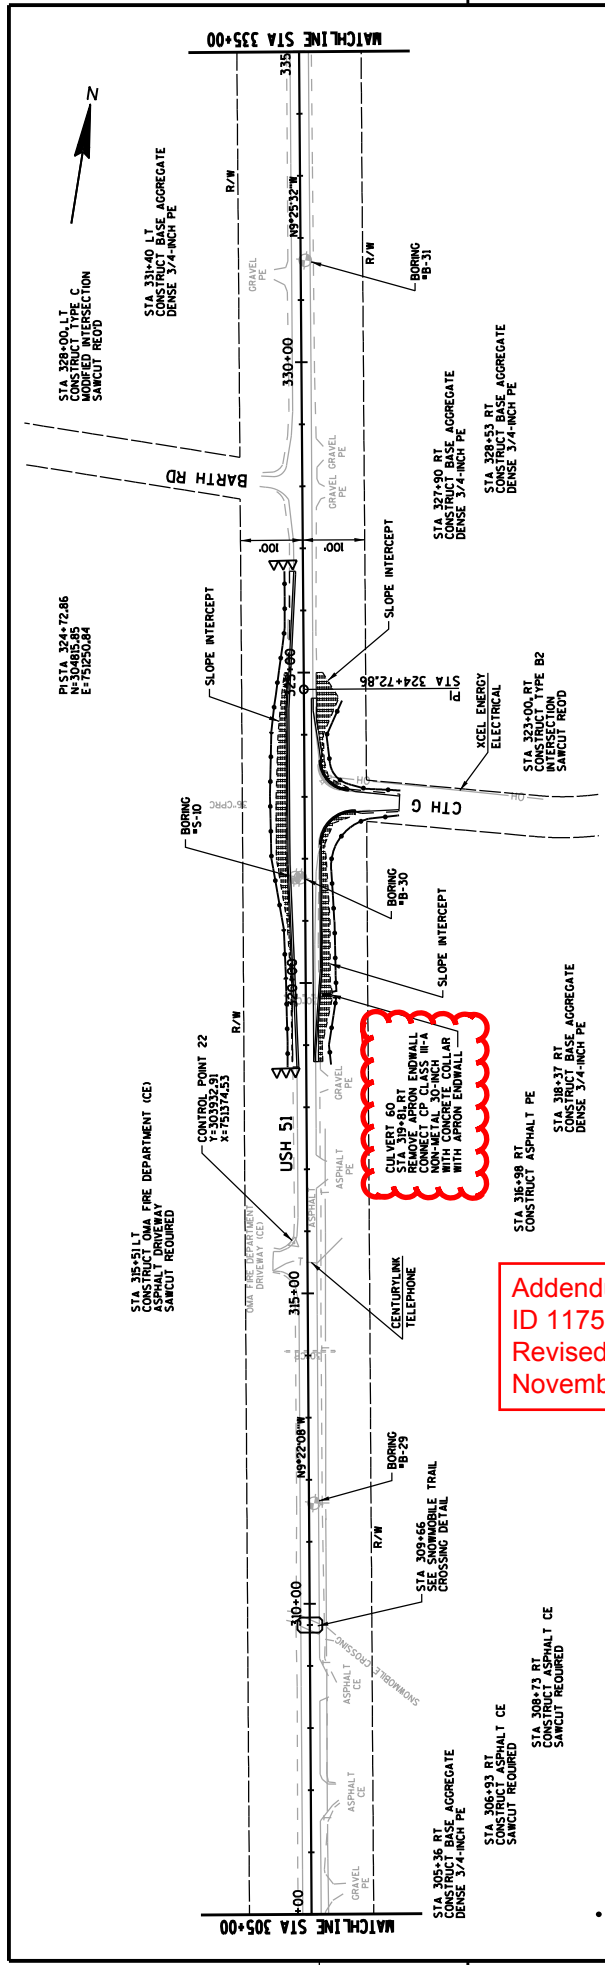 MATCHLINE STA 335+00
335
N
R/W
N9°25'32"W
STA 331+40 LT
CONSTRUCT BASE AGGREGATE
DENSE 3/4-INCH PE
GRAVEL
PE
R/W
BORING
#B-31
STA 328+00, LT
CONSTRUCT TYPE C
MODIFIED INTERSECTION
SAWCUT REQ'D
330+00
STA 327+90 RT
CONSTRUCT BASE AGGREGATE
DENSE 3/4-INCH PE
STA 328+53 RT
CONSTRUCT BASE AGGREGATE
DENSE 3/4-INCH PE
BARTH RD
GRAVEL GRAVEL
PE
PE
100'
100'
SLOPE INTERCEPT
PI STA 324+72.86
N=304815.85
E=751250.84
SLOPE INTERCEPT
325+00
PI
STA 324+72.86
XCEL ENERGY
ELECTRICAL
STA 323+00, RT
CONSTRUCT TYPE B2
INTERSECTION
SAWCUT REQ'D
OH
OH
CTH G
36"CPRC
BORING
#S-10
BORING
#B-30
SLOPE INTERCEPT
320+00
R/W
CONTROL POINT 22
Y=303932.91
X=751374.53
USH 51
GRAVEL
PE
CULVERT 60
STA 319+81, RT
REMOVE APRON ENDWALL
CONNECT CP CLASS III-A
NON-METAL 30-INCH
WITH CONCRETE COLLAR
WITH APRON ENDWALL
STA 318+37 RT
CONSTRUCT BASE AGGREGATE
DENSE 3/4-INCH PE
STA 316+98 RT
CONSTRUCT ASPHALT PE
STA 315+51 LT
CONSTRUCT OMA FIRE DEPARTMENT (CE)
ASPHALT DRIVEWAY
SAWCUT REQUIRED
OMA FIRE DEPARTMENT
DRIVEWAY (CE)
ASPHALT
ASPHALT
PE
315+00
CENTURYLINK
TELEPHONE
Addend
ID 1175
Revised
Novemb
N9°22'08"W
BORING
#B-29
R/W
310+00
STA 309+66
SEE SNOWMOBILE TRAIL
CROSSING DETAIL
SNOWMOBILE CROSSING
ASPHALT
CE
STA 308+73 RT
CONSTRUCT ASPHALT CE
SAWCUT REQUIRED
STA 306+93 RT
CONSTRUCT ASPHALT CE
SAWCUT REQUIRED
ASPHALT
CE
STA 305+36 RT
CONSTRUCT BASE AGGREGATE
DENSE 3/4-INCH PE
GRAVEL
PE
+00
MATCHLINE STA 305+00